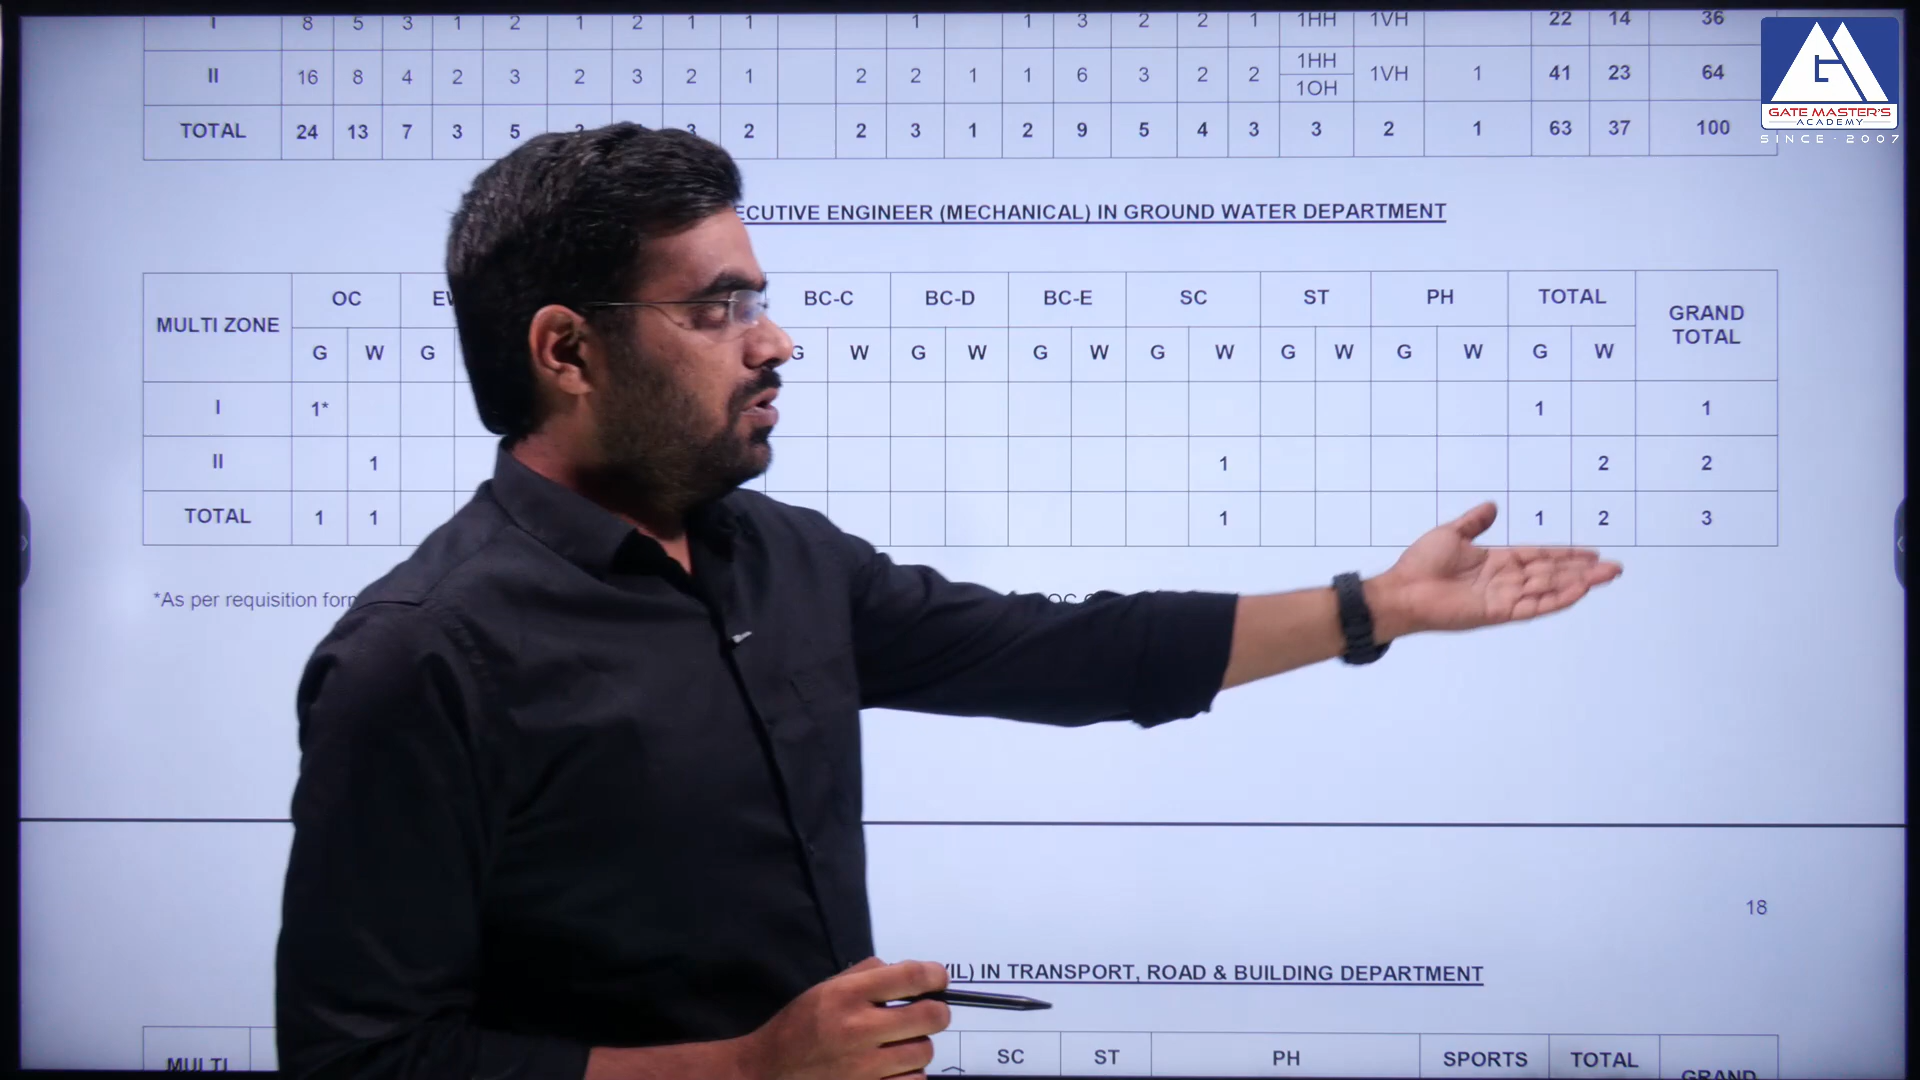 I 8 5 3 1 2 1 2 1 1 1 1 3 2 2 1 1HH 1VH 22 14 36
II 16 8 4 2 3 2 3 2 1 2 2 1 1 6 3 2 2 1HH 1OH 1VH 1 41 23 64
TOTAL 24 13 7 3 5 3 2 2 3 1 2 9 5 4 3 3 2 1 63 37 100
GATE MASTER'S
ACADEMY
SINCE - 2007
ENGINEER (MECHANICAL) IN GROUND WATER DEPARTMENT
MULTI ZONE OC BC-C BC-D BC-E SC ST PH TOTAL GRAND TOTAL
G W G G W G W G W G W G W G W G W
I 1* 1 1
II 1 1 2 2
TOTAL 1 1 1 1 2 3
*As per requisition
OC
18
IN TRANSPORT, ROAD & BUILDING DEPARTMENT
MULTI SC ST PH SPORTS TOTAL GRAND